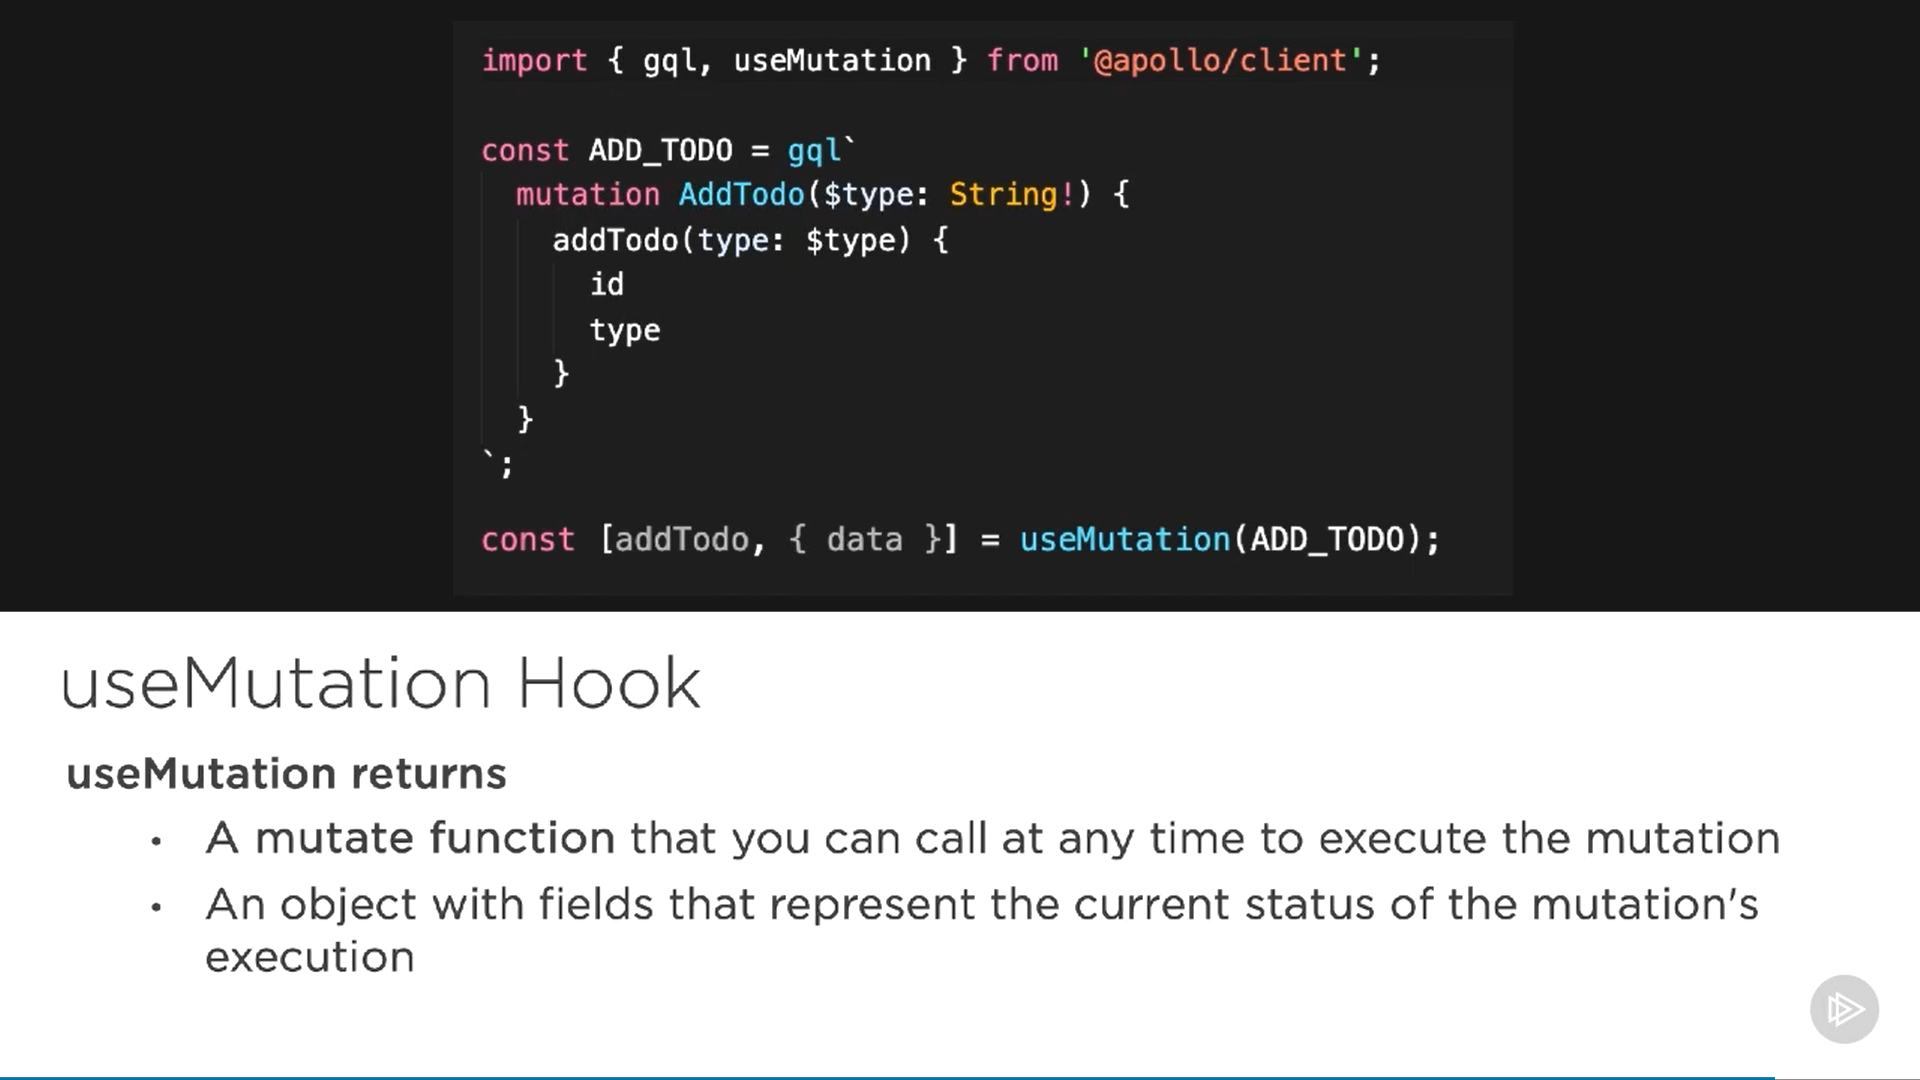 import { gql, useMutation } from '@apollo/client';
const ADD_TODO = gql`
mutation AddTodo($type: String!) {
addTodo(type: $type) {
id
type
}
}
`;
const [addTodo, { data }] = useMutation(ADD_TODO);
useMutation Hook
useMutation returns
• A mutate function that you can call at any time to execute the mutation
• An object with fields that represent the current status of the mutation's
execution